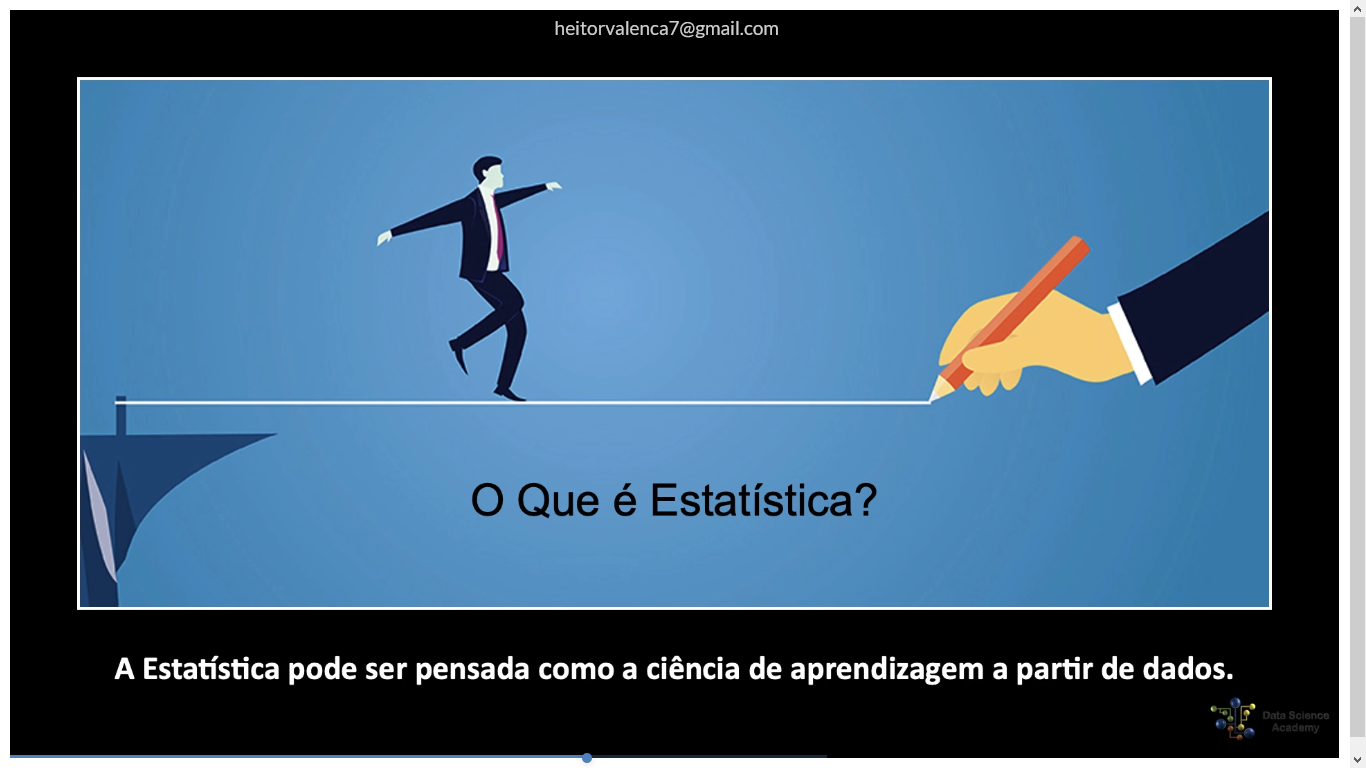 heitorvalenca7@gmail.com
O Que é Estatística?
A Estatística pode ser pensada como a ciência de aprendizagem a partir de dados.
Data Science
Academy